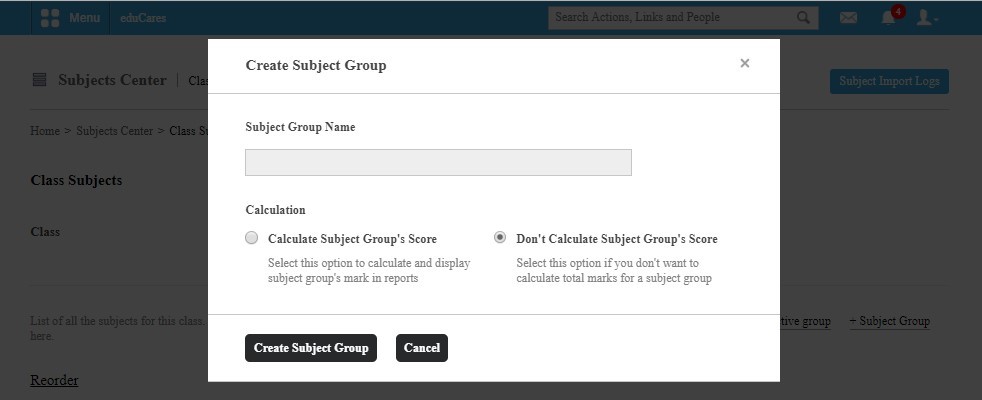 Menu
eduCares
Search Actions, Links and People
4
Create Subject Group
×
Subjects Center
Subject Import Logs
Home > Subjects Center > Class
Subject Group Name
Class Subjects
Calculation
Class
Calculate Subject Group's Score
Don't Calculate Subject Group's Score
Select this option to calculate and display
subject group's mark in reports
Select this option if you don't want to
calculate total marks for a subject group
List of all the subjects for this class
here.
group
+ Subject Group
Create Subject Group
Cancel
Reorder